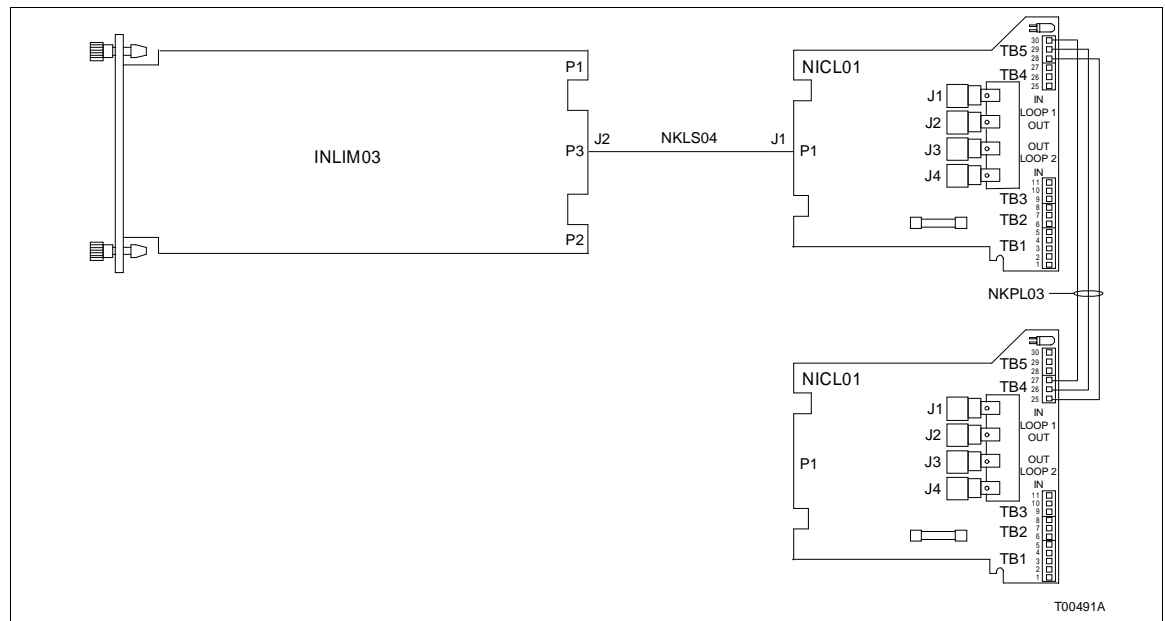 INLIM03
P1
P3
P2
J2
NKLS04
J1
NICL01
P1
J1
J2
J3
J4
TB5
30
29
28
TB4
27
26
25
IN
LOOP 1
OUT
OUT
LOOP 2
IN
TB3
11
10
9
TB2
8
7
6
TB1
5
4
3
2
1
NKPL03
NICL01
P1
J1
J2
J3
J4
TB5
30
29
28
TB4
27
26
25
IN
LOOP 1
OUT
OUT
LOOP 2
IN
TB3
11
10
9
TB2
8
7
6
TB1
5
4
3
2
1
T00491A